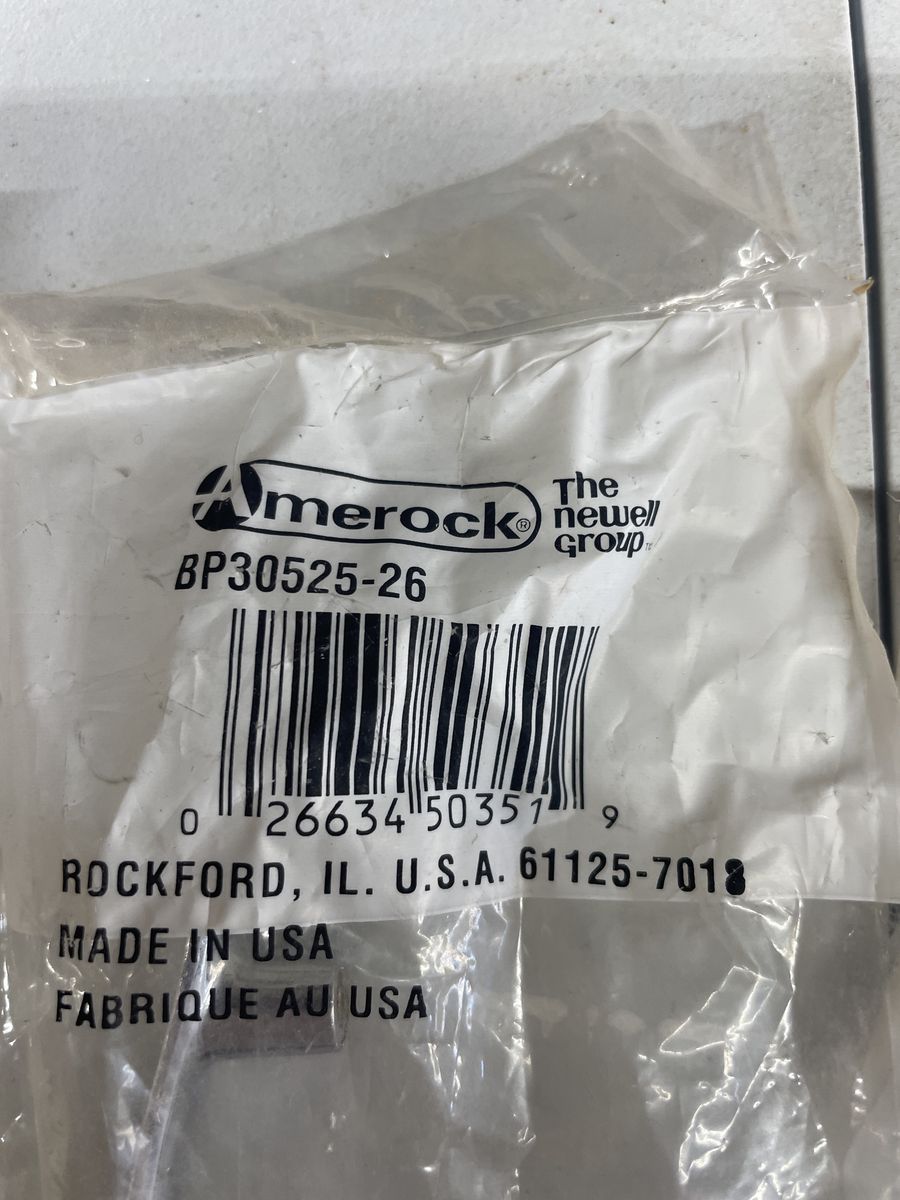 Amerock®
The
newell
Group™
BP30525-26
0 26634 50351 9
ROCKFORD, IL. U.S.A. 61125-7018
MADE IN USA
FABRIQUE AU USA